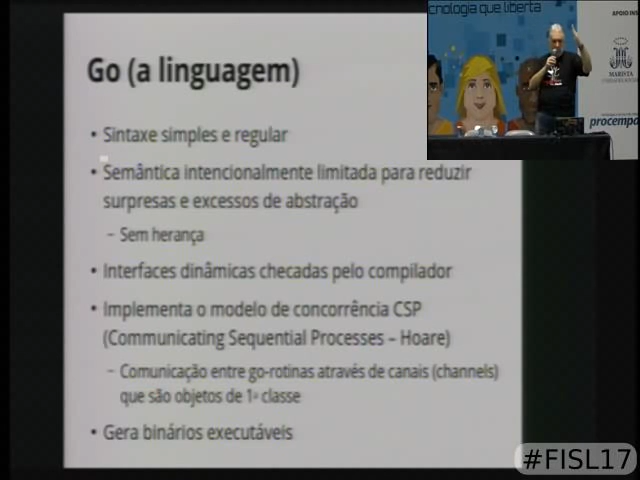 Go (a linguagem)
• Sintaxe simples e regular
• Semântica intencionalmente limitada para reduzir
surpresas e excessos de abstração
– Sem herança
• Interfaces dinâmicas checadas pelo compilador
• Implementa o modelo de concorrência CSP
(Communicating Sequential Processes – Hoare)
– Comunicação entre go-rotinas através de canais (channels)
que são objetos de 1ª classe
• Gera binários executáveis
cnologia que liberta
APOIO INS
MARISTA
procempa
#FISL17